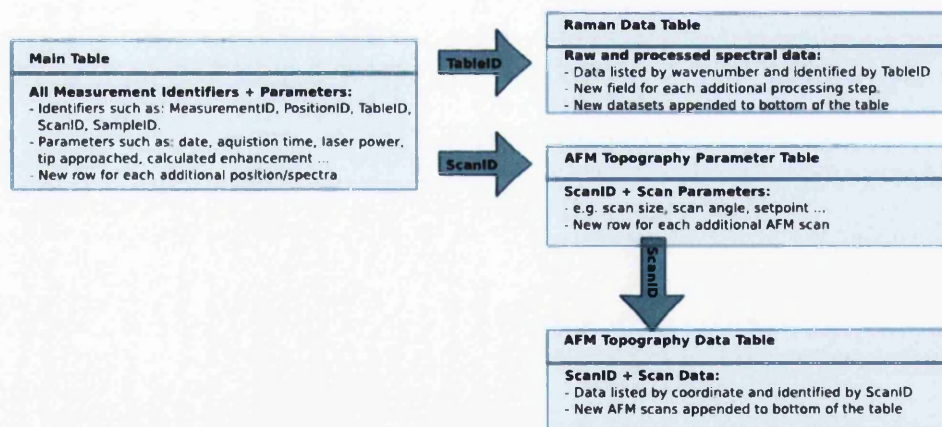 Main Table
All Measurement Identifiers + Parameters:
- Identifiers such as: MeasurementID, PositionID, TableID,
ScanID, SampleID.
- Parameters such as: date, aquistion time, laser power,
tip approached, calculated enhancement ...
- New row for each additional position/spectra
TableID
ScanID
Raman Data Table
Raw and processed spectral data:
- Data listed by wavenumber and identified by TableID
- New field for each additional processing step.
- New datasets appended to bottom of the table
AFM Topography Parameter Table
ScanID + Scan Parameters:
- e.g. scan size, scan angle, setpoint ...
- New row for each additional AFM scan
ScanID
AFM Topography Data Table
ScanID + Scan Data:
- Data listed by coordinate and identified by ScanID
- New AFM scans appended to bottom of the table